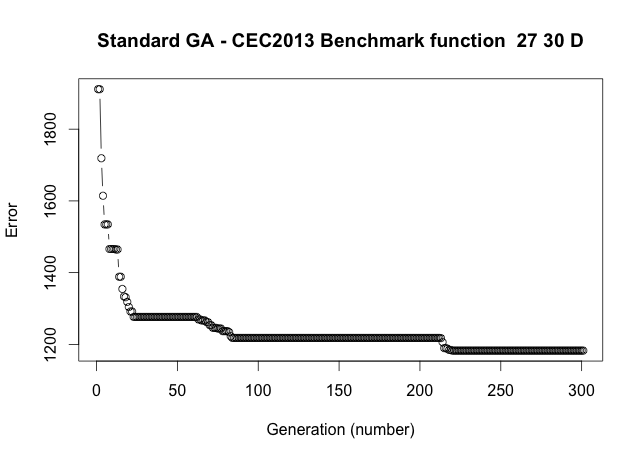 Standard GA - CEC2013 Benchmark function  27 30 D
Error
1800
1600
1400
1200
0 50 100 150 200 250 300
Generation (number)